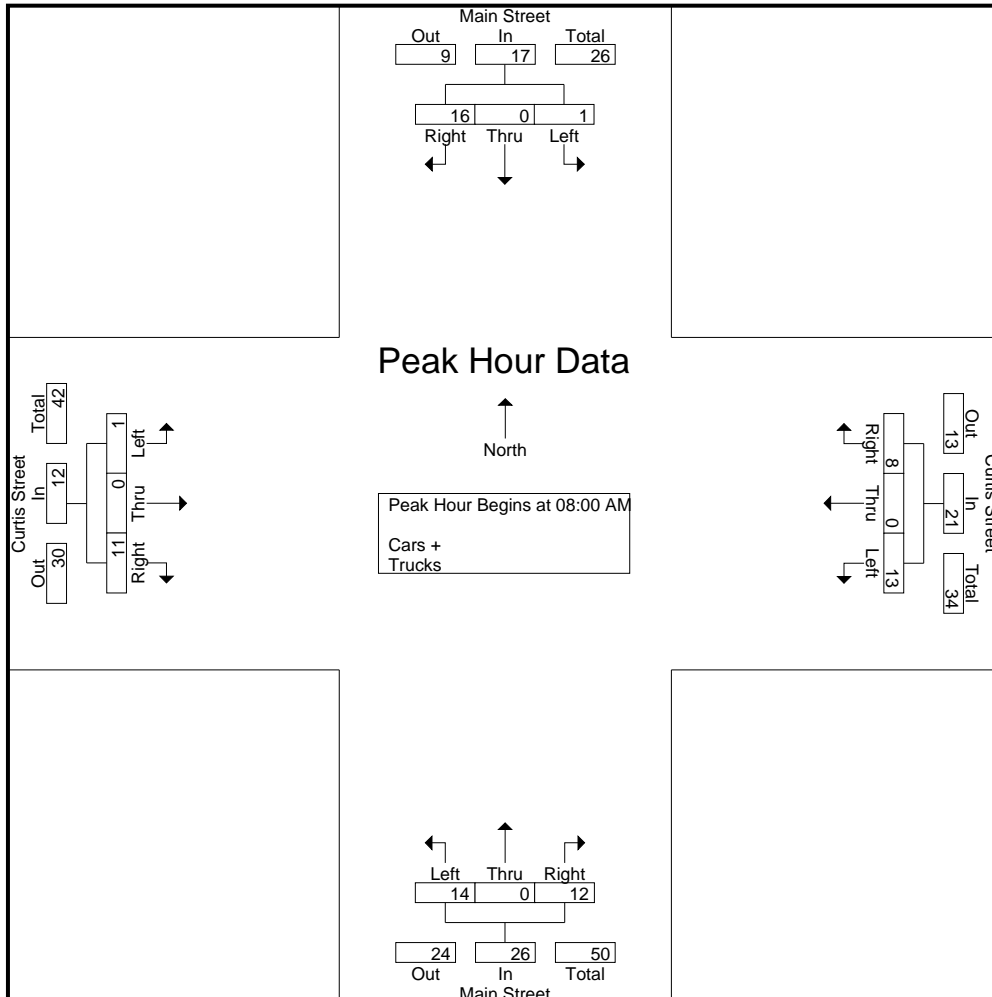 Main Street
Out In Total
9 17 26
16 0 1
Right Thru Left
Peak Hour Data
North
Peak Hour Begins at 08:00 AM
Cars +
Trucks
Curtis Street
Total In Out
42 12 30
1 0 11
Left Thru Right
Right Thru Left
8 0 13
Out In Total
13 21 34
Curtis Street
Left Thru Right
14 0 12
24 26 50
Out In Total
Main Street